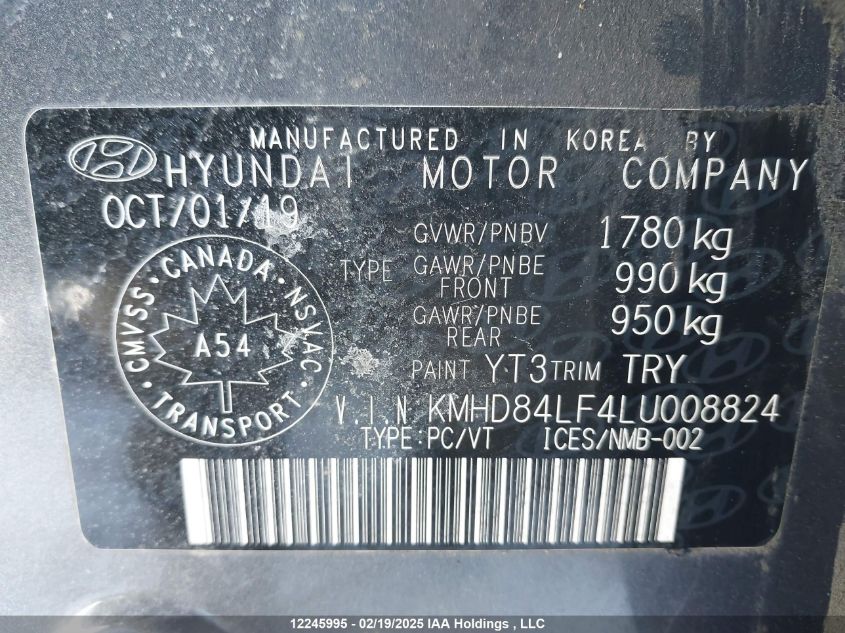 MANUFACTURED IN KOREA BY
HYUNDAI MOTOR COMPANY
OCT/01/19
GVWR/PNBV 1780 kg
TYPE GAWR/PNBE FRONT 990 kg
GAWR/PNBE REAR 950 kg
PAINT YT3 TRIM TRY
CMVSS · CANADA · NSVAC · TRANSPORT ·
A54
V.I.N KMHD84LF4LU008824
TYPE:PC/VT ICES/NMB-002
12245995 - 02/19/2025 IAA Holdings , LLC